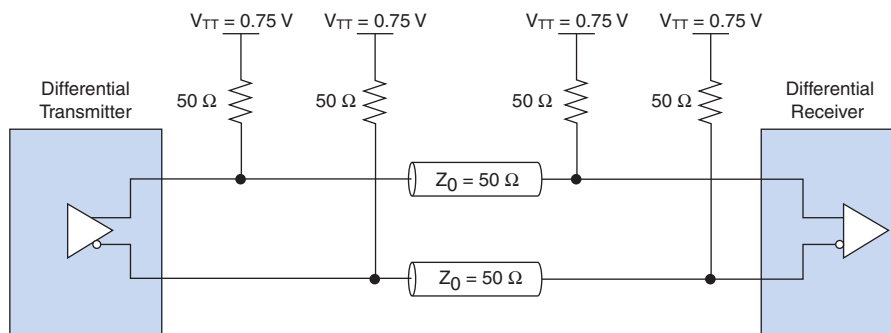 V_TT = 0.75 V V_TT = 0.75 V V_TT = 0.75 V V_TT = 0.75 V
Differential
Transmitter
50 Ω 50 Ω 50 Ω 50 Ω
Differential
Receiver
Z_0 = 50 Ω
Z_0 = 50 Ω